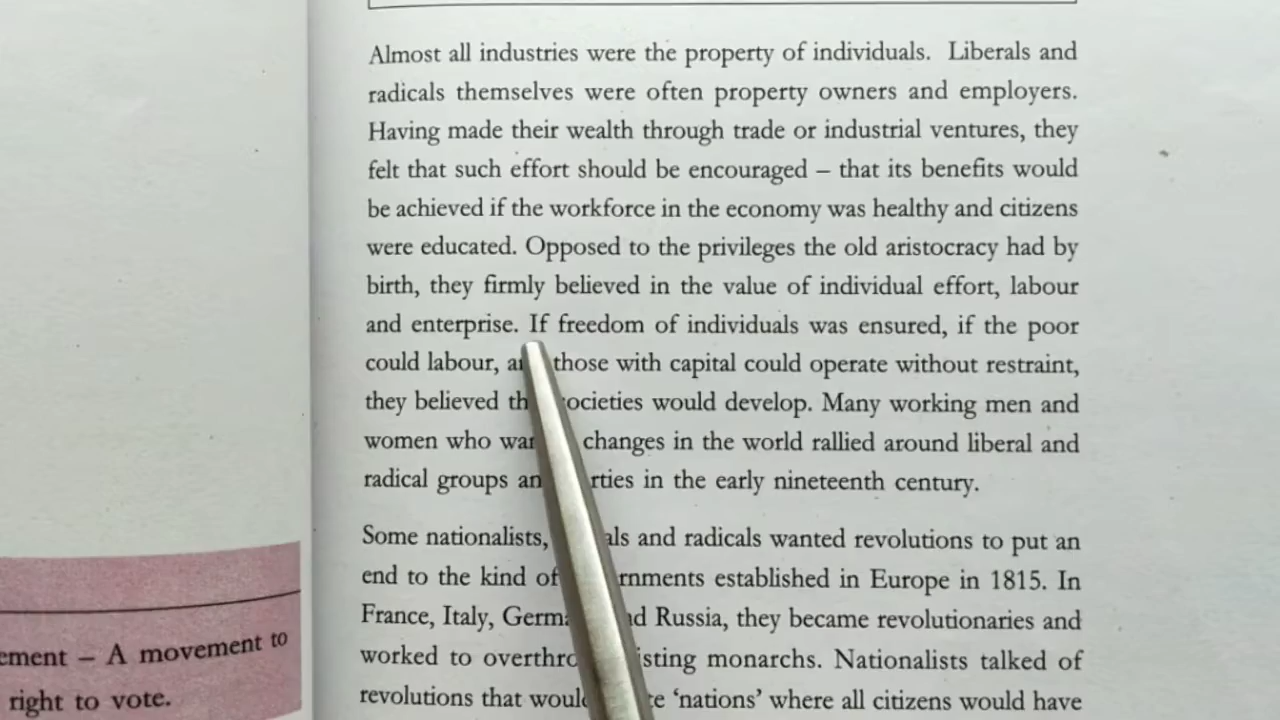 Almost all industries were the property of individuals. Liberals and
radicals themselves were often property owners and employers.
Having made their wealth through trade or industrial ventures, they
felt that such effort should be encouraged – that its benefits would
be achieved if the workforce in the economy was healthy and citizens
were educated. Opposed to the privileges the old aristocracy had by
birth, they firmly believed in the value of individual effort, labour
and enterprise. If freedom of individuals was ensured, if the poor
could labour, those with capital could operate without restraint,
they believed would develop. Many working men and
women who changes in the world rallied around liberal and
radical groups in the early nineteenth century.
Some nationalists, and radicals wanted revolutions to put an
end to the kind of established in Europe in 1815. In
France, Italy, Russia, they became revolutionaries and
worked to monarchs. Nationalists talked of
revolutions that ‘nations’ where all citizens would have
– A movement to
right to vote.